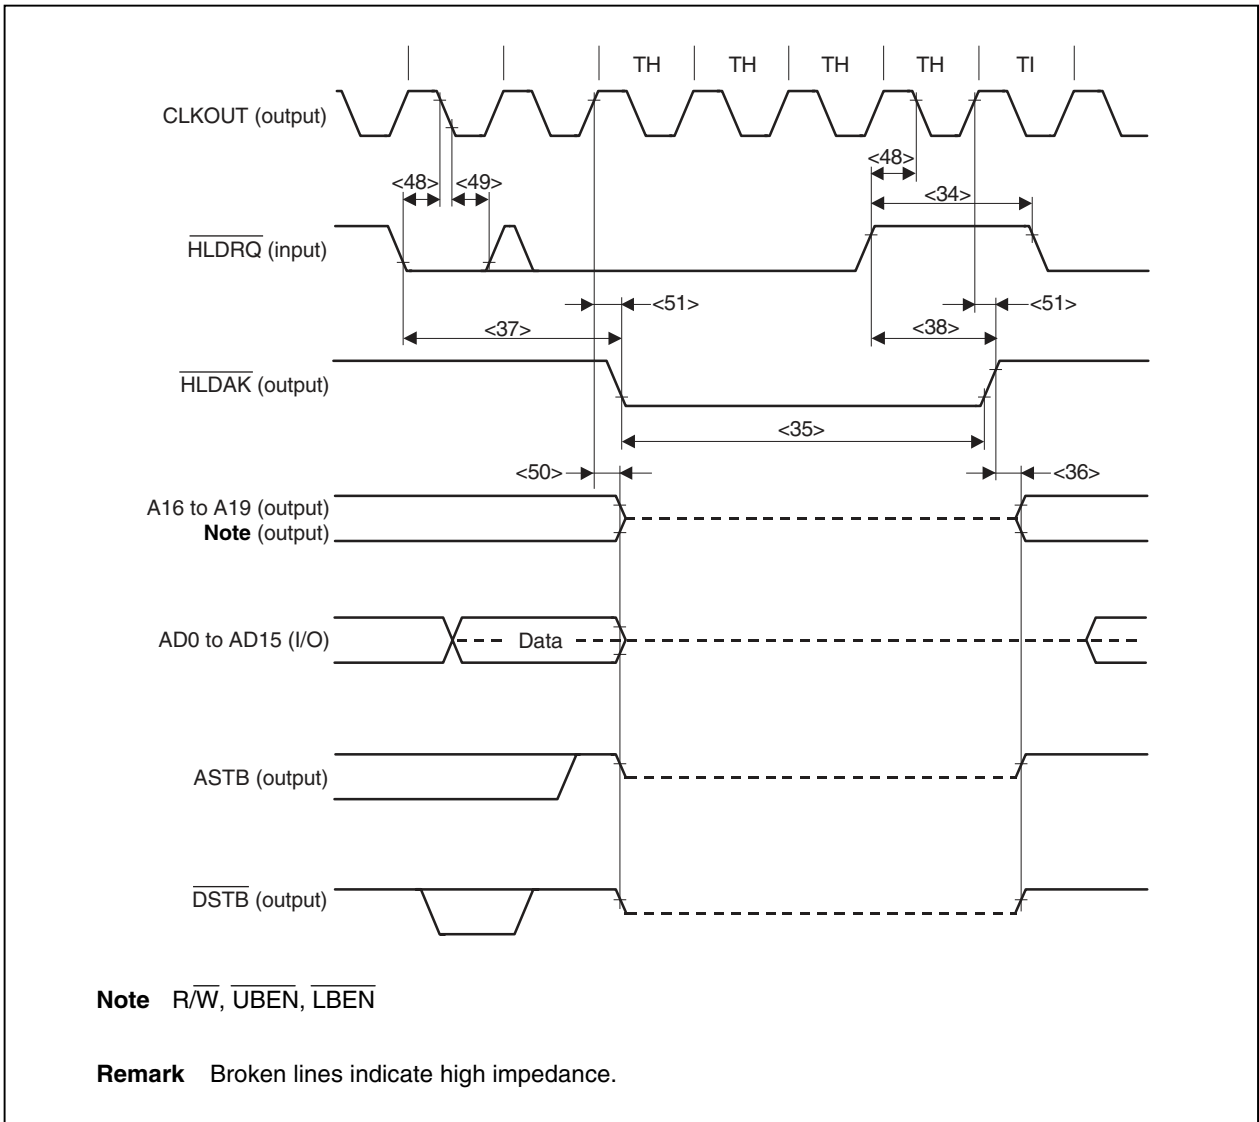 TH TH TH TH TI
CLKOUT (output)
<48>
<48> <49>
<34>
HLDRQ (input)
<51> <51>
<37> <38>
HLDAK (output)
<35>
<50> <36>
A16 to A19 (output)
Note (output)
AD0 to AD15 (I/O) Data
ASTB (output)
DSTB (output)
Note R/W, UBEN, LBEN
Remark Broken lines indicate high impedance.